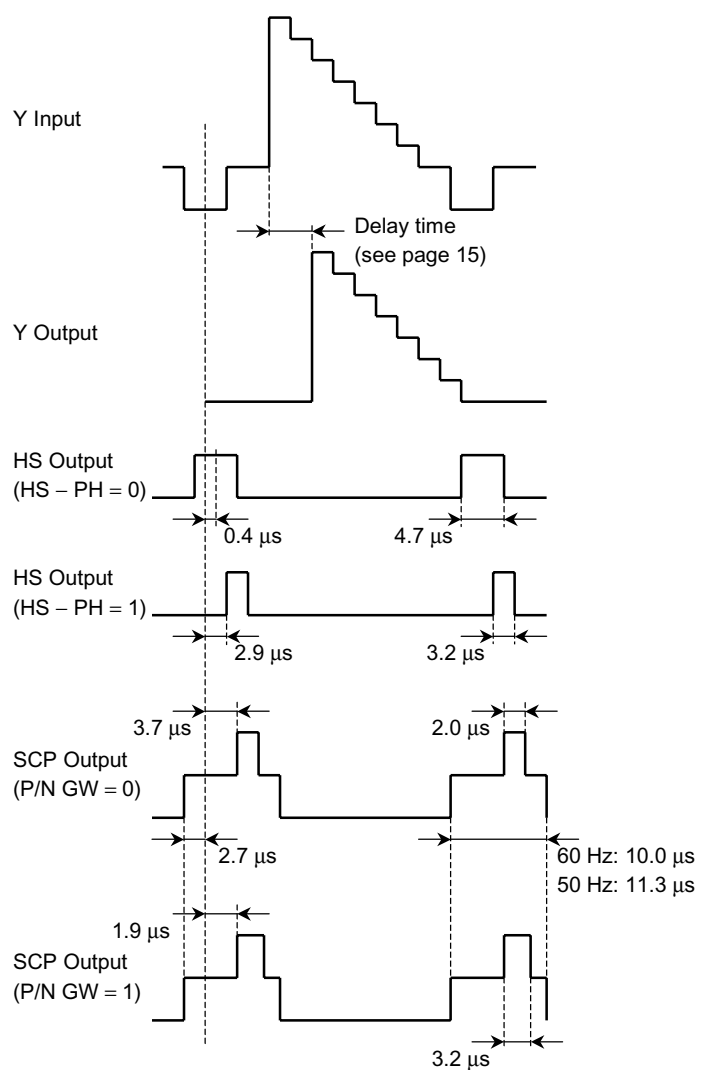 Y Input
Delay time
(see page 15)
Y Output
HS Output
(HS − PH = 0)
0.4 μs
4.7 μs
HS Output
(HS − PH = 1)
2.9 μs
3.2 μs
3.7 μs
2.0 μs
SCP Output
(P/N GW = 0)
2.7 μs
60 Hz: 10.0 μs
50 Hz: 11.3 μs
1.9 μs
SCP Output
(P/N GW = 1)
3.2 μs